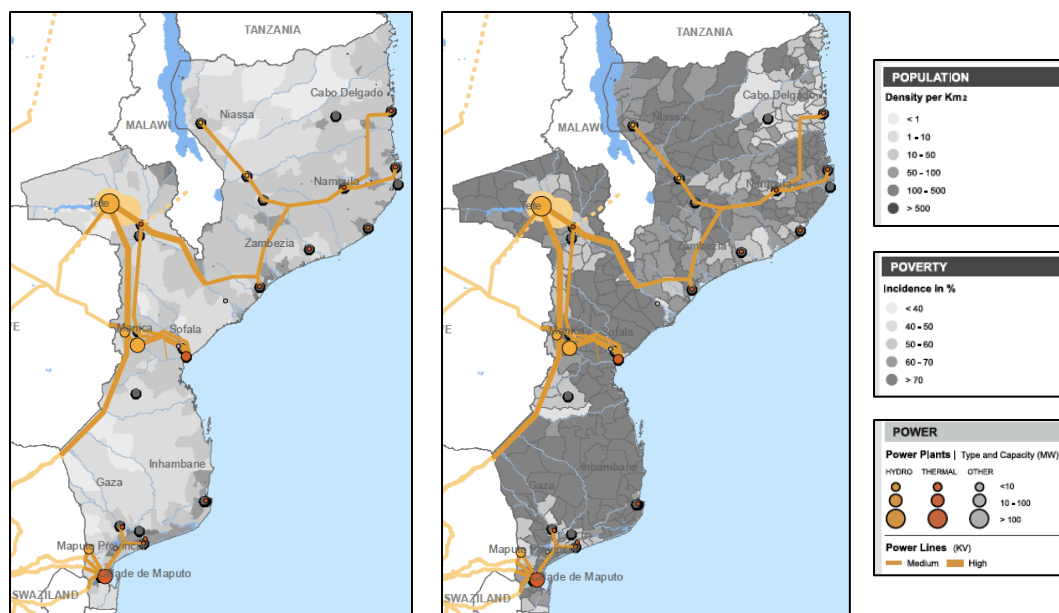 TANZANIA
Cabo Delgado
Niassa
MALAWI
Nampula
Tete
Zambezia
Manica
Sofala
Inhambane
Gaza
Maputo Province
Cidade de Maputo
SWAZILAND
TANZANIA
Cabo Delgado
Niassa
MALAWI
Nampula
Tete
Zambezia
Manica
Sofala
Inhambane
Gaza
Maputo Province
Cidade de Maputo
SWAZILAND
POPULATION
Density per Km2
< 1
1 - 10
10 - 50
50 - 100
100 - 500
> 500
POVERTY
Incidence in %
< 40
40 - 50
50 - 60
60 - 70
> 70
POWER
Power Plants | Type and Capacity (MW)
HYDRO THERMAL OTHER
<10
10 - 100
> 100
Power Lines (KV)
Medium High